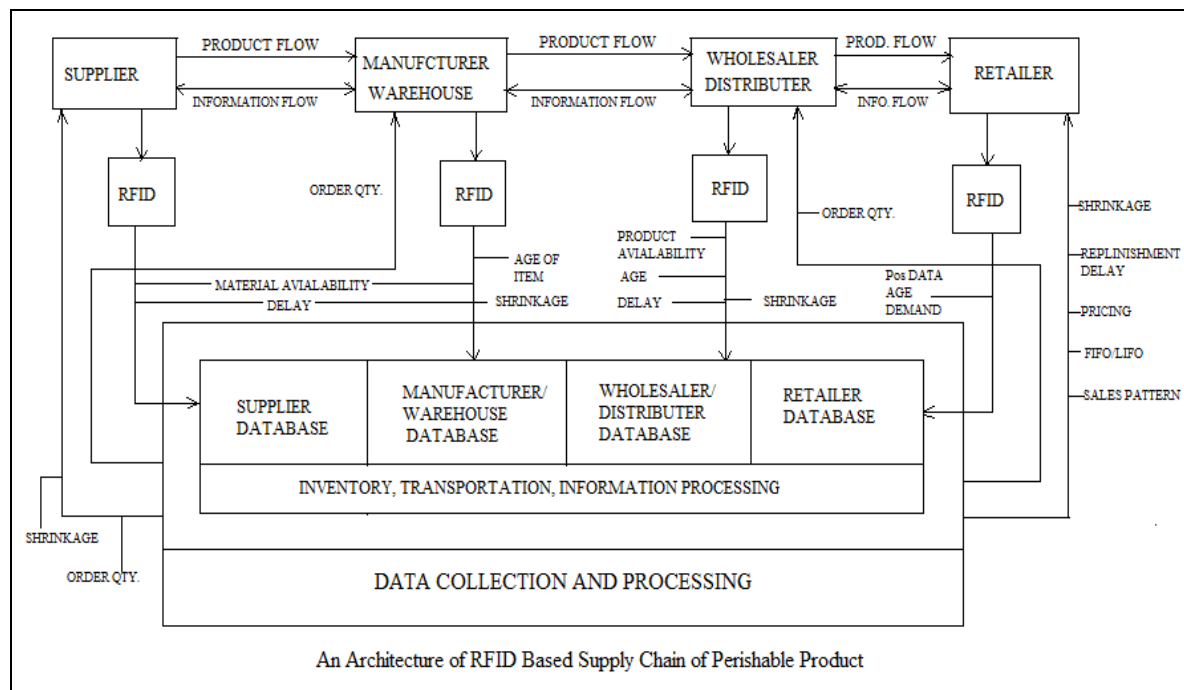 PRODUCT FLOW
PRODUCT FLOW
PROD. FLOW
SUPPLIER
MANUFCTURER
WAREHOUSE
WHOLESALER
DISTRIBUTER
RETAILER
INFORMATION FLOW
INFORMATION FLOW
INFO. FLOW
RFID
RFID
RFID
RFID
ORDER QTY.
ORDER QTY.
SHRINKAGE
PRODUCT
AVIALABILITY
AGE OF
ITEM
AGE
REPLINISHMENT
DELAY
MATERIAL AVIALABILITY
DELAY
SHRINKAGE
DELAY
SHRINKAGE
Pos DATA
AGE
DEMAND
PRICING
FIFO/LIFO
SALES PATTERN
SUPPLIER
DATABASE
MANUFACTURER/
WAREHOUSE
DATABASE
WHOLESALER/
DISTRIBUTER
DATABASE
RETAILER
DATABASE
INVENTORY, TRANSPORTATION, INFORMATION PROCESSING
SHRINKAGE
ORDER QTY.
DATA COLLECTION AND PROCESSING
An Architecture of RFID Based Supply Chain of Perishable Product